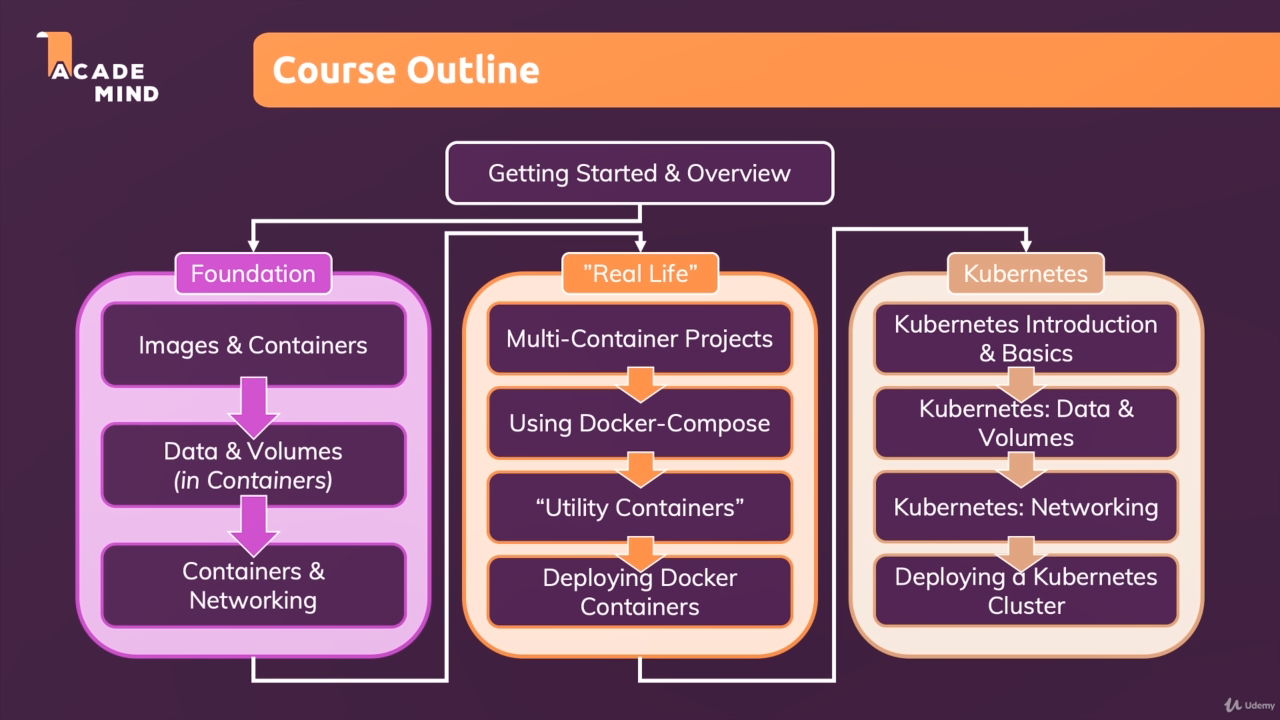 ACADE
MIND
Course Outline
Getting Started & Overview
Foundation
Images & Containers
Data & Volumes
(in Containers)
Containers &
Networking
”Real Life”
Multi-Container Projects
Using Docker-Compose
“Utility Containers”
Deploying Docker
Containers
Kubernetes
Kubernetes Introduction
& Basics
Kubernetes: Data &
Volumes
Kubernetes: Networking
Deploying a Kubernetes
Cluster
Udemy